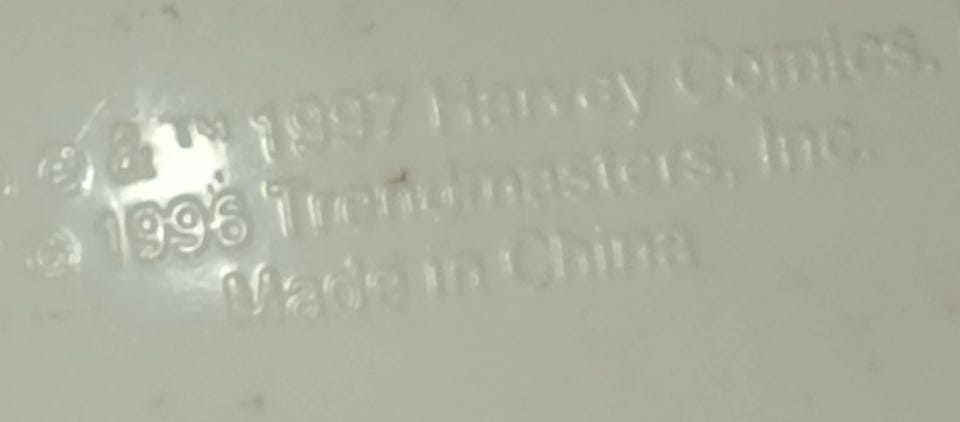 © & TM 1997 Harvey Comics.
© 1996 Trendmasters, Inc.
Made in China